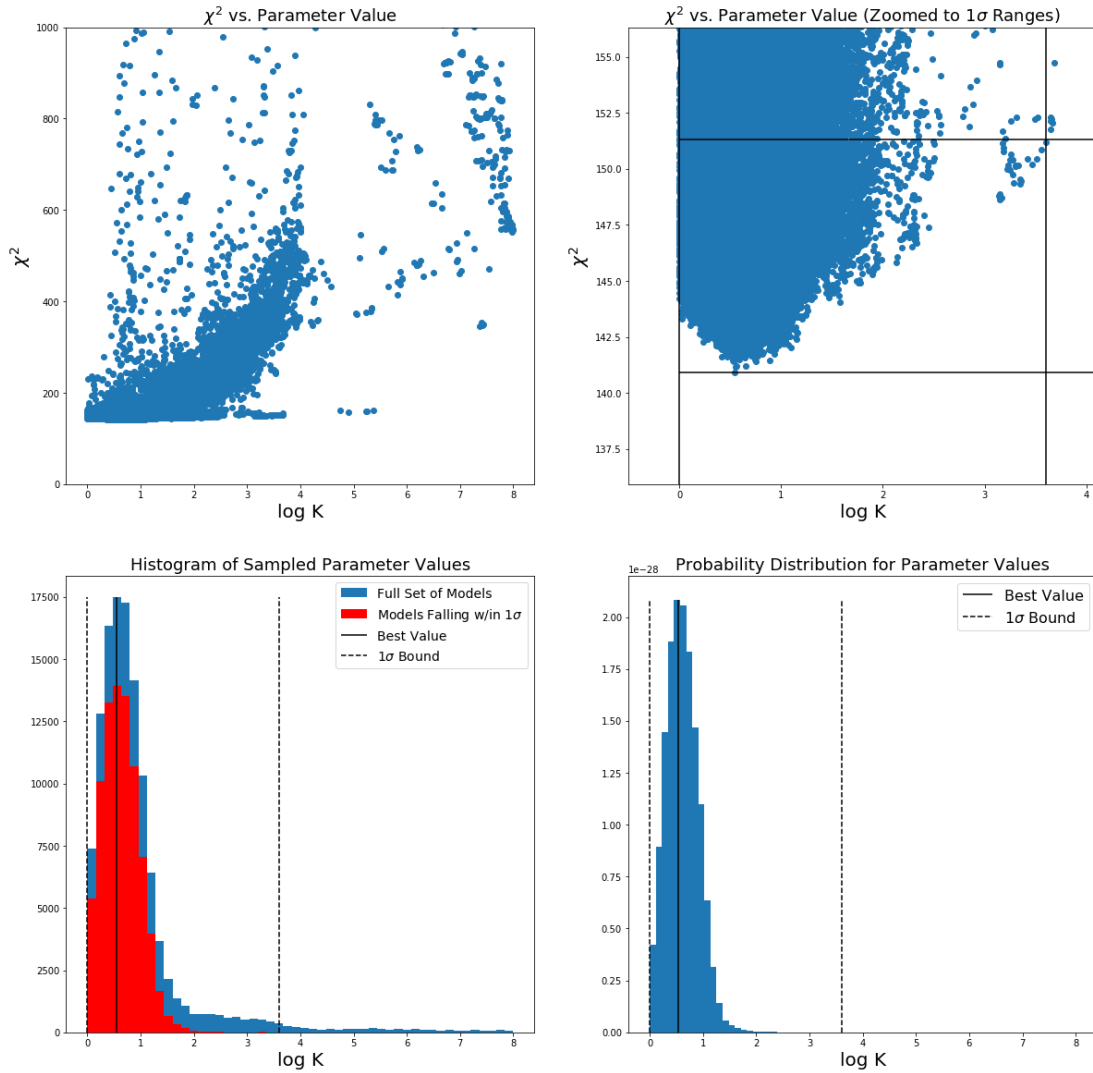 χ² vs. Parameter Value
1000
800
600
400
200
0
χ²
0 1 2 3 4 5 6 7 8
log K
χ² vs. Parameter Value (Zoomed to 1σ Ranges)
155.0
152.5
150.0
147.5
145.0
142.5
140.0
137.5
χ²
0 1 2 3 4
log K
Histogram of Sampled Parameter Values
17500
15000
12500
10000
7500
5000
2500
0
Full Set of Models
Models Falling w/in 1σ
Best Value
1σ Bound
0 1 2 3 4 5 6 7 8
log K
Probability Distribution for Parameter Values
1e−28
2.00
1.75
1.50
1.25
1.00
0.75
0.50
0.25
0.00
Best Value
1σ Bound
0 1 2 3 4 5 6 7 8
log K